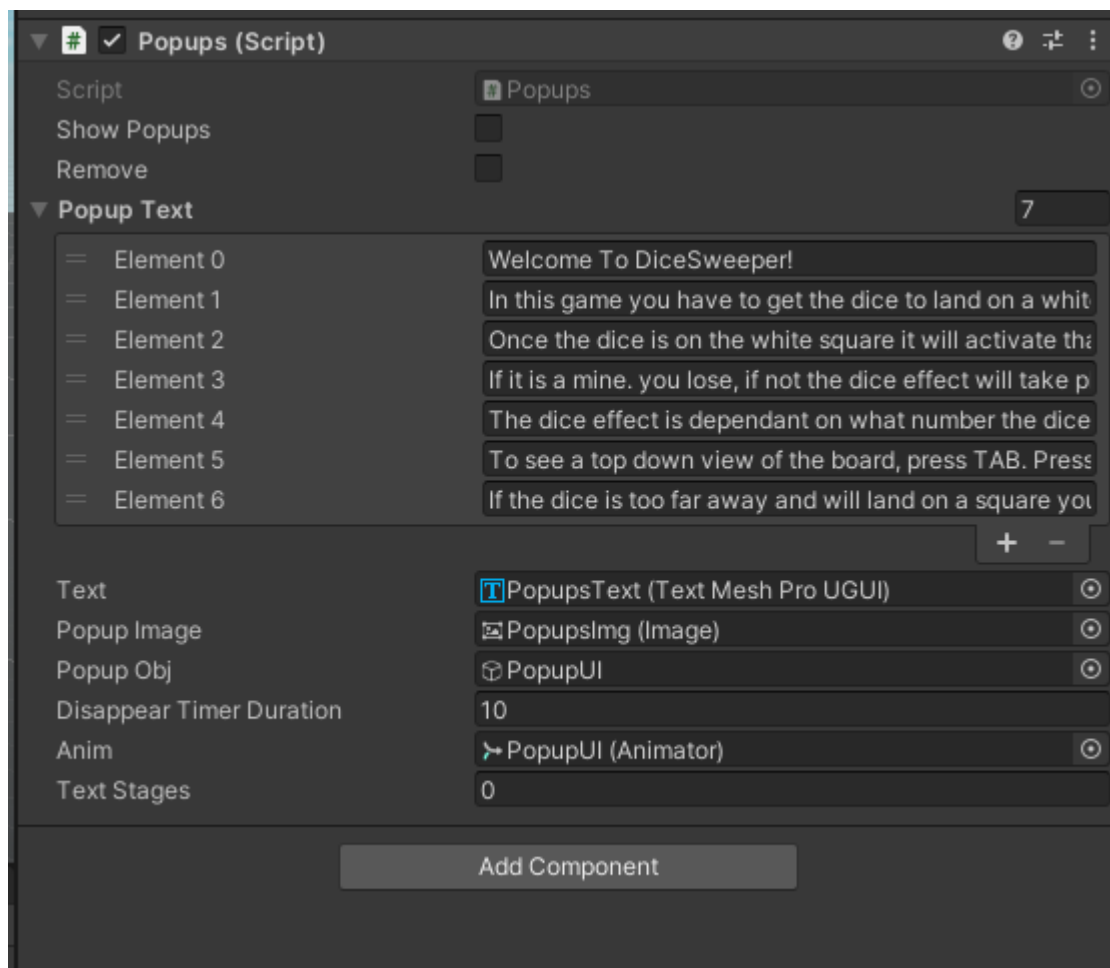 Popups (Script)
Script Popups
Show Popups
Remove
Popup Text 7
Element 0 Welcome To DiceSweeper!
Element 1 In this game you have to get the dice to land on a whit
Element 2 Once the dice is on the white square it will activate tha
Element 3 If it is a mine. you lose, if not the dice effect will take p
Element 4 The dice effect is dependant on what number the dice
Element 5 To see a top down view of the board, press TAB. Press
Element 6 If the dice is too far away and will land on a square you
+ −
Text PopupsText (Text Mesh Pro UGUI)
Popup Image PopupsImg (Image)
Popup Obj PopupUI
Disappear Timer Duration 10
Anim PopupUI (Animator)
Text Stages 0
Add Component